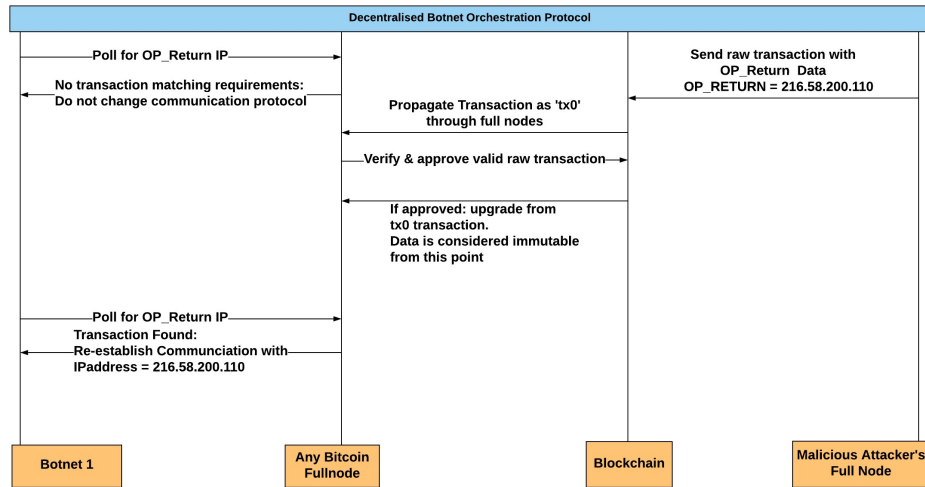 Decentralised Botnet Orchestration Protocol
Poll for OP_Return IP
No transaction matching requirements:
Do not change communication protocol
Send raw transaction with
OP_Return Data
OP_RETURN = 216.58.200.110
Propagate Transaction as 'tx0'
through full nodes
Verify & approve valid raw transaction
If approved: upgrade from
tx0 transaction.
Data is considered immutable
from this point
Poll for OP_Return IP
Transaction Found:
Re-establish Communciation with
IPaddress = 216.58.200.110
Botnet 1
Any Bitcoin
Fullnode
Blockchain
Malicious Attacker's
Full Node